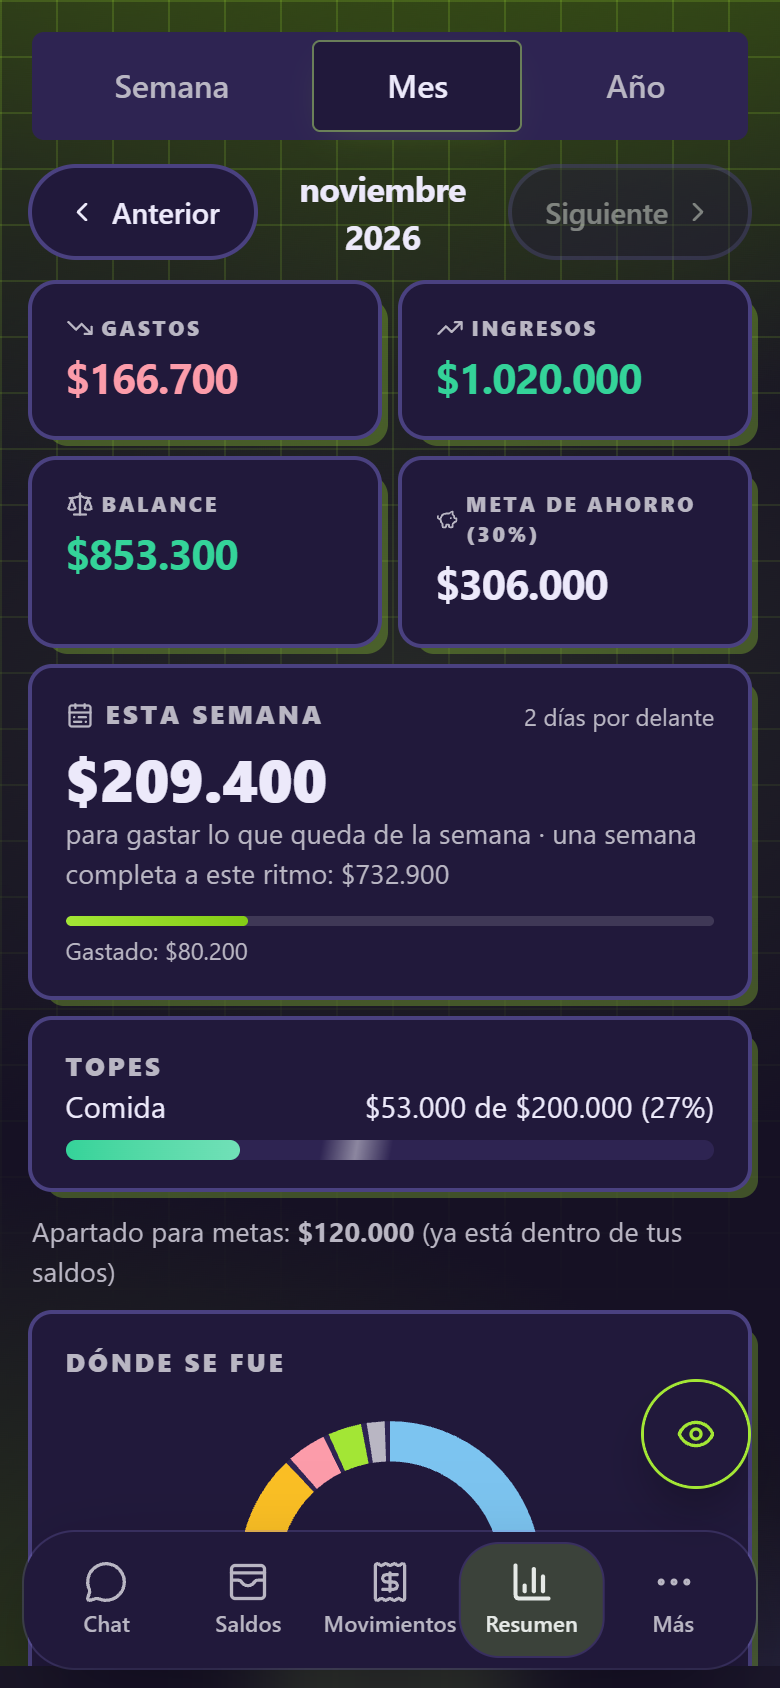 Semana
Mes
Año
Anterior
noviembre
2026
Siguiente
GASTOS
$166.700
INGRESOS
$1.020.000
BALANCE
$853.300
META DE AHORRO
(30%)
$306.000
ESTA SEMANA
2 días por delante
$209.400
para gastar lo que queda de la semana · una semana
completa a este ritmo: $732.900
Gastado: $80.200
TOPES
Comida
$53.000 de $200.000 (27%)
Apartado para metas: $120.000 (ya está dentro de tus
saldos)
DÓNDE SE FUE
Chat
Saldos
Movimientos
Resumen
Más